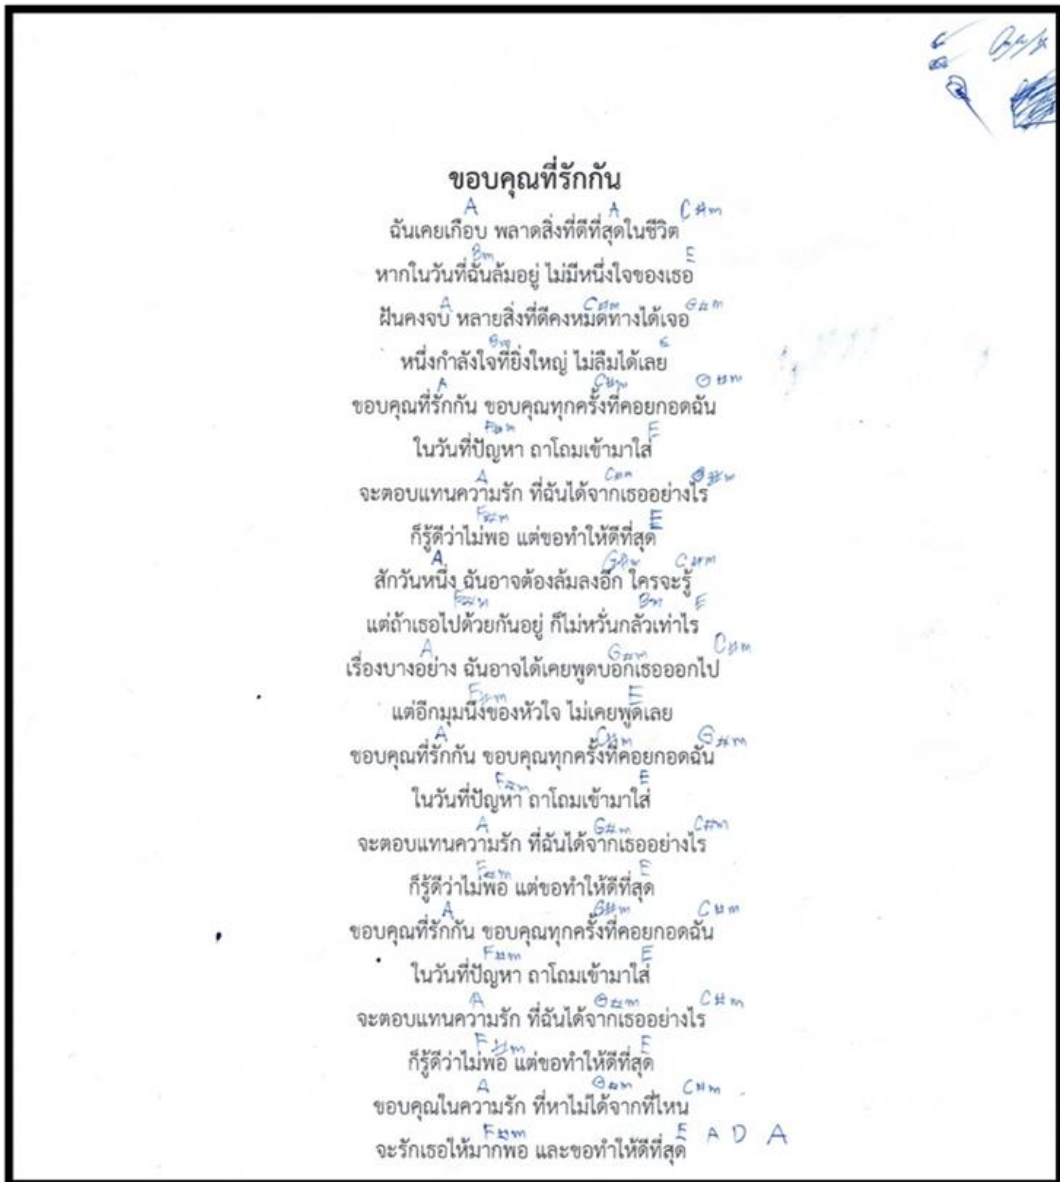 ขอบคุณที่รักกัน
A A C#m
ฉันเคยเกือบ พลาดสิ่งที่ดีที่สุดในชีวิต
Bm E
หากในวันที่ฉันล้มอยู่ ไม่มีหนึ่งใจของเธอ
A C#m G#m
ฝันคงจบ หลายสิ่งที่ดีคงหมดทางได้เจอ
Bm E
หนึ่งกำลังใจที่ยิ่งใหญ่ ไม่ลืมได้เลย
A C#m G#m
ขอบคุณที่รักกัน ขอบคุณทุกครั้งที่คอยกอดฉัน
F#m E
ในวันที่ปัญหา ถาโถมเข้ามาใส่
A C#m G#m
จะตอบแทนความรัก ที่ฉันได้จากเธออย่างไร
F#m E
ก็รู้ดีว่าไม่พอ แต่ขอทำให้ดีที่สุด
A G#m C#m
สักวันหนึ่ง ฉันอาจต้องล้มลงอีก ใครจะรู้
F#m Bm E
แต่ถ้าเธอไปด้วยกันอยู่ ก็ไม่หวั่นกลัวเท่าไร
A G#m C#m
เรื่องบางอย่าง ฉันอาจได้เคยพูดบอกเธอออกไป
F#m E
แต่อีกมุมนึงของหัวใจ ไม่เคยพูดเลย
A C#m G#m
ขอบคุณที่รักกัน ขอบคุณทุกครั้งที่คอยกอดฉัน
F#m E
ในวันที่ปัญหา ถาโถมเข้ามาใส่
A G#m C#m
จะตอบแทนความรัก ที่ฉันได้จากเธออย่างไร
F#m E
ก็รู้ดีว่าไม่พอ แต่ขอทำให้ดีที่สุด
A G#m C#m
ขอบคุณที่รักกัน ขอบคุณทุกครั้งที่คอยกอดฉัน
F#m E
ในวันที่ปัญหา ถาโถมเข้ามาใส่
A G#m C#m
จะตอบแทนความรัก ที่ฉันได้จากเธออย่างไร
F#m E
ก็รู้ดีว่าไม่พอ แต่ขอทำให้ดีที่สุด
A G#m C#m
ขอบคุณในความรัก ที่หาไม่ได้จากที่ไหน
F#m E A D A
จะรักเธอให้มากพอ และขอทำให้ดีที่สุด